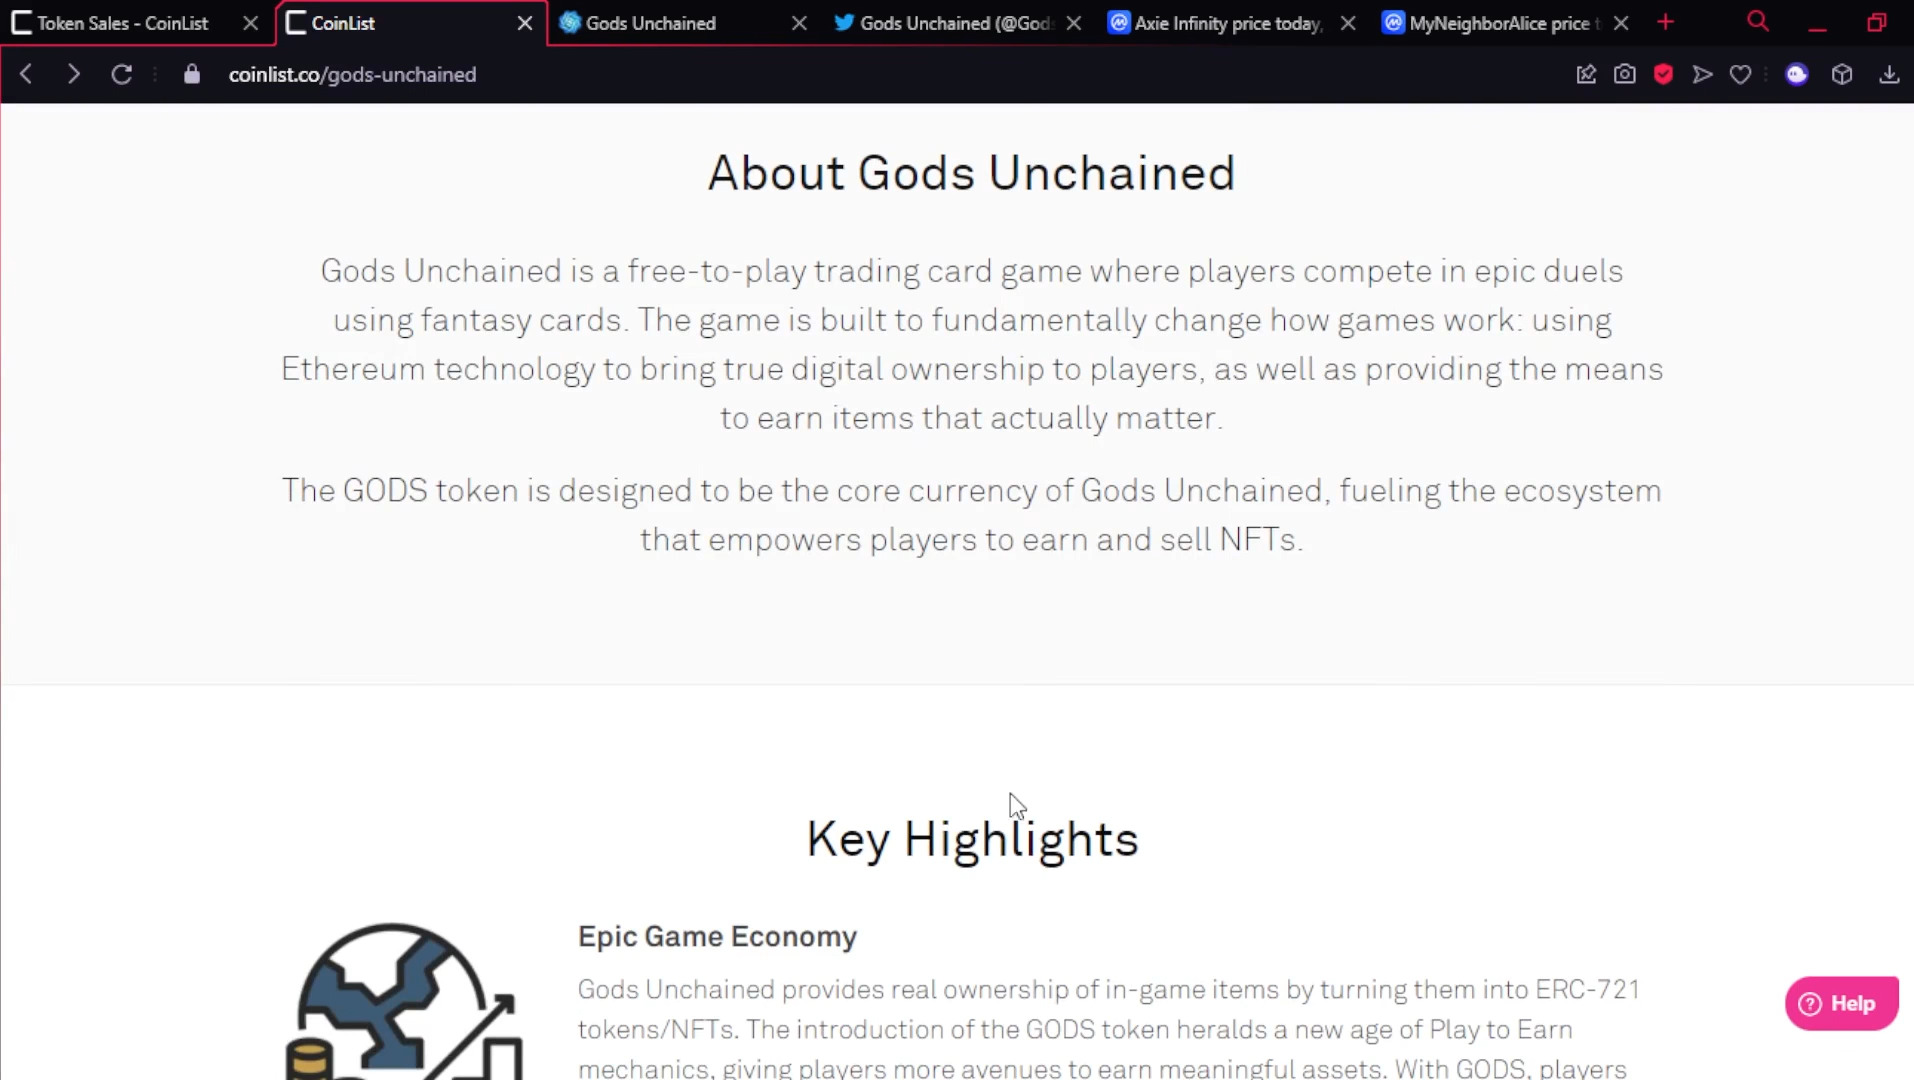 Token Sales - CoinList
CoinList
Gods Unchained
Gods Unchained (@God
Axie Infinity price today,
MyNeighborAlice price t
coinlist.co/gods-unchained
About Gods Unchained
Gods Unchained is a free-to-play trading card game where players compete in epic duels
using fantasy cards. The game is built to fundamentally change how games work: using
Ethereum technology to bring true digital ownership to players, as well as providing the means
to earn items that actually matter.
The GODS token is designed to be the core currency of Gods Unchained, fueling the ecosystem
that empowers players to earn and sell NFTs.
Key Highlights
Epic Game Economy
Gods Unchained provides real ownership of in-game items by turning them into ERC-721
tokens/NFTs. The introduction of the GODS token heralds a new age of Play to Earn
mechanics, giving players more avenues to earn meaningful assets. With GODS, players
Help